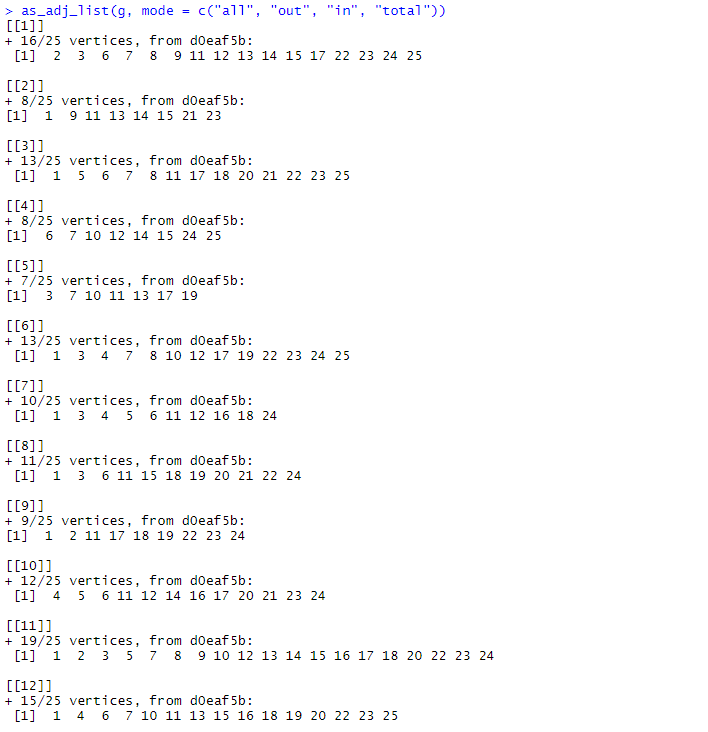 > as_adj_list(g, mode = c("all", "out", "in", "total"))
[[1]]
+ 16/25 vertices, from d0eaf5b:
 [1]  2  3  6  7  8  9 11 12 13 14 15 17 22 23 24 25
[[2]]
+ 8/25 vertices, from d0eaf5b:
[1]  1  9 11 13 14 15 21 23
[[3]]
+ 13/25 vertices, from d0eaf5b:
 [1]  1  5  6  7  8 11 17 18 20 21 22 23 25
[[4]]
+ 8/25 vertices, from d0eaf5b:
[1]  6  7 10 12 14 15 24 25
[[5]]
+ 7/25 vertices, from d0eaf5b:
[1]  3  7 10 11 13 17 19
[[6]]
+ 13/25 vertices, from d0eaf5b:
 [1]  1  3  4  7  8 10 12 17 19 22 23 24 25
[[7]]
+ 10/25 vertices, from d0eaf5b:
 [1]  1  3  4  5  6 11 12 16 18 24
[[8]]
+ 11/25 vertices, from d0eaf5b:
 [1]  1  3  6 11 15 18 19 20 21 22 24
[[9]]
+ 9/25 vertices, from d0eaf5b:
[1]  1  2 11 17 18 19 22 23 24
[[10]]
+ 12/25 vertices, from d0eaf5b:
 [1]  4  5  6 11 12 14 16 17 20 21 23 24
[[11]]
+ 19/25 vertices, from d0eaf5b:
 [1]  1  2  3  5  7  8  9 10 12 13 14 15 16 17 18 20 22 23 24
[[12]]
+ 15/25 vertices, from d0eaf5b:
 [1]  1  4  6  7 10 11 13 15 16 18 19 20 22 23 25